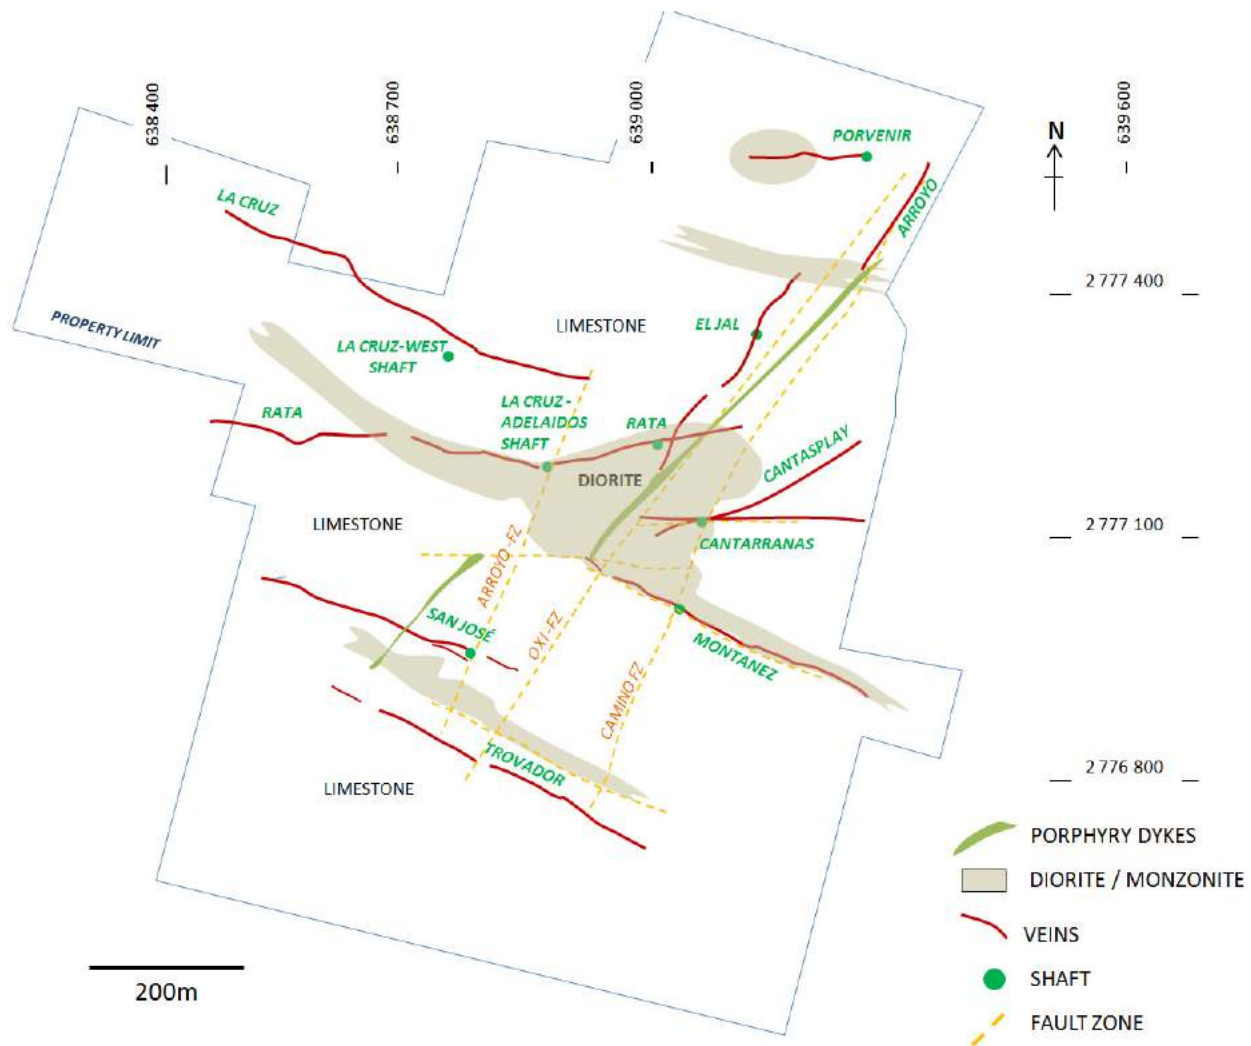 638 400
638 700
639 000
639 600
N
PORVENIR
ARROYO
LA CRUZ
2 777 400
PROPERTY LIMIT
LIMESTONE
EL JAL
LA CRUZ-WEST
SHAFT
LA CRUZ -
ADELAIDOS
SHAFT
RATA
RATA
CANTASPLAY
DIORITE
LIMESTONE
CANTARRANAS
2 777 100
ARROYO -FZ
SAN JOSÉ
OXI-FZ
MONTANEZ
CAMINO FZ
TROVADOR
2 776 800
LIMESTONE
PORPHYRY DYKES
DIORITE / MONZONITE
VEINS
SHAFT
FAULT ZONE
200m